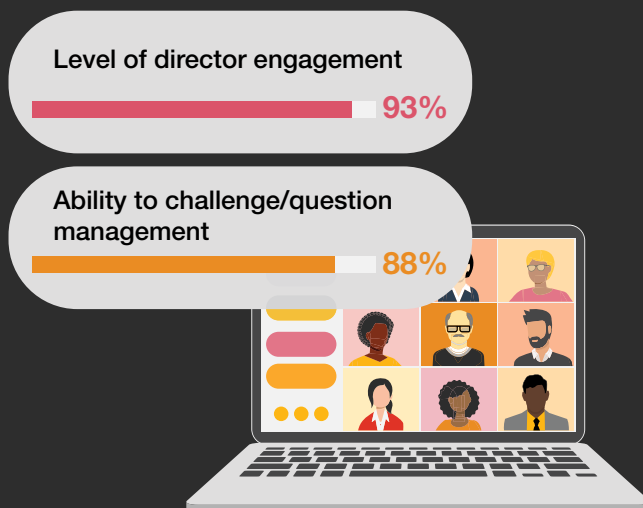 Level of director engagement
93%
Ability to challenge/question
management
88%